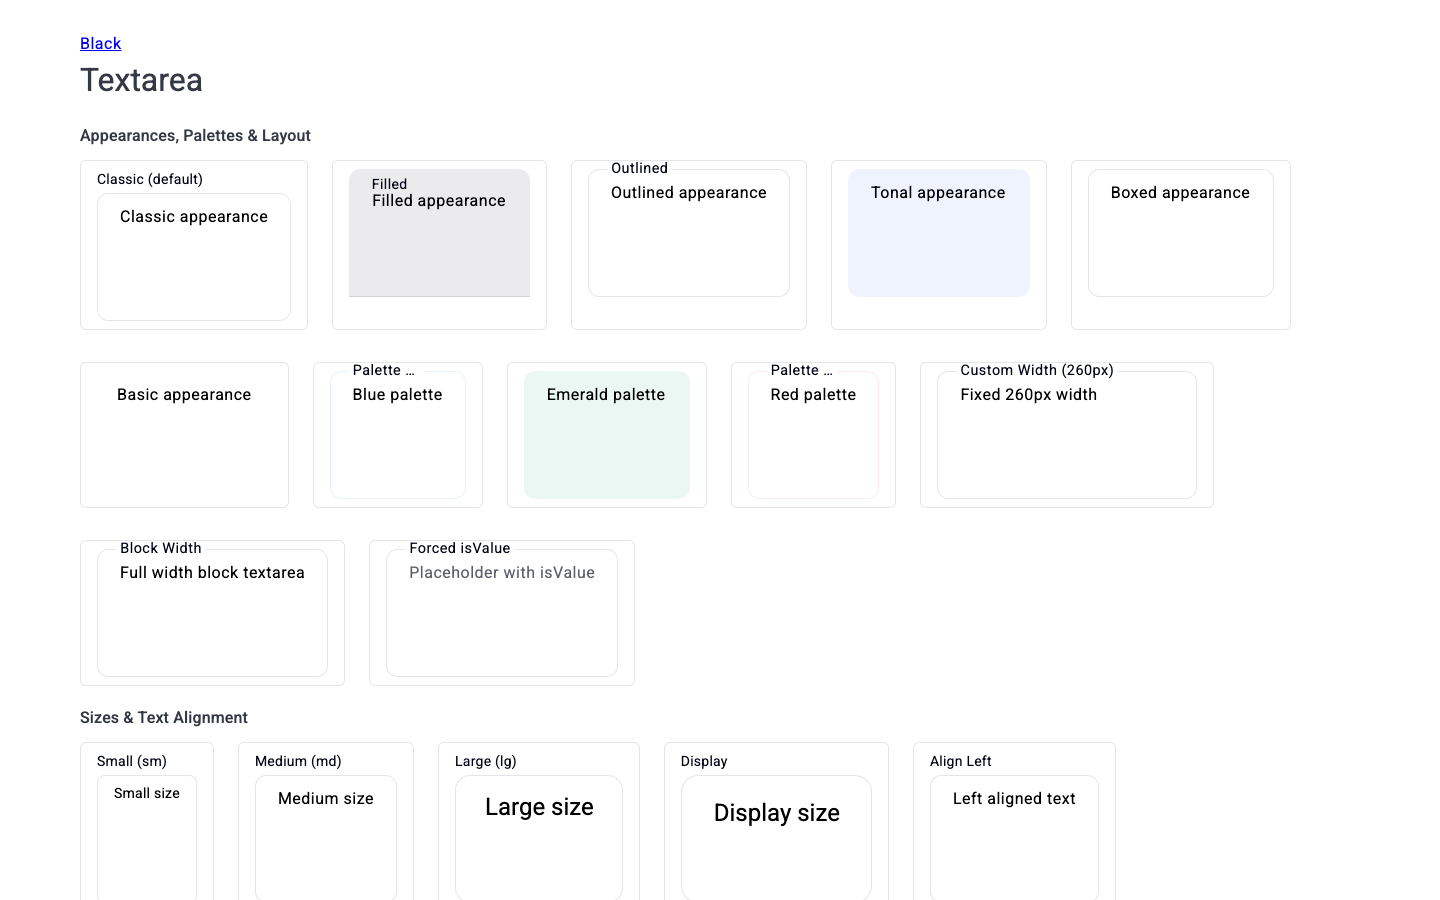 Black
Textarea
Appearances, Palettes & Layout
Classic (default)
Classic appearance
Filled
Filled appearance
Outlined
Outlined appearance
Tonal appearance
Boxed appearance
Basic appearance
Palette ...
Blue palette
Emerald palette
Palette ...
Red palette
Custom Width (260px)
Fixed 260px width
Block Width
Full width block textarea
Forced isValue
Placeholder with isValue
Sizes & Text Alignment
Small (sm)
Small size
Medium (md)
Medium size
Large (lg)
Large size
Display
Display size
Align Left
Left aligned text